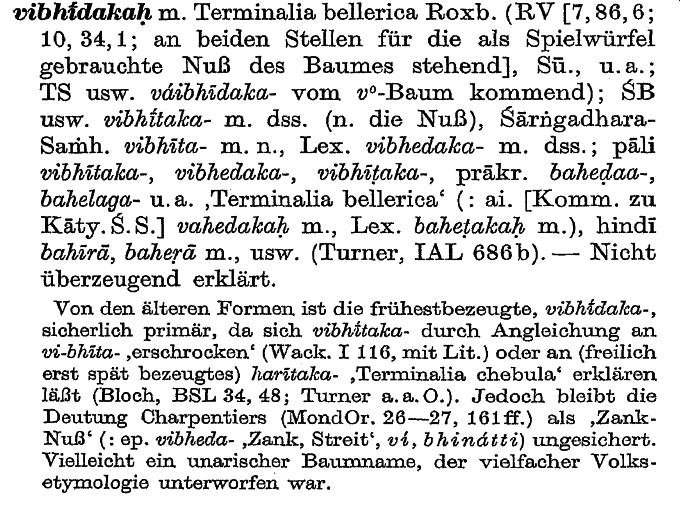 vibhī́dakaḥ m. Terminalia bellerica Roxb. (RV [7, 86, 6;
10, 34, 1; an beiden Stellen für die als Spielwürfel
gebrauchte Nuß des Baumes stehend], Sū., u. a.;
TS usw. váibhīdaka- vom v°-Baum kommend); ŚB
usw. vibhī́taka- m. dss. (n. die Nuß), Śārṅgadhara-
Saṁh. vibhīta- m. n., Lex. vibhedaka- m. dss.; pāli
vibhītaka-, vibhedaka-, vibhīṭaka-, prākr. baheḍaa-,
bahelaga- u. a. ‚Terminalia bellerica‘ (: ai. [Komm. zu
Kāty. Ś. S.] vahedakaḥ m., Lex. baheṭakaḥ m.), hindī
bahīrā, baheṛā m., usw. (Turner, IAL 686 b). — Nicht
überzeugend erklärt.
Von den älteren Formen ist die frühestbezeugte, vibhī́daka-,
sicherlich primär, da sich vibhī́taka- durch Angleichung an
vi-bhīta- ‚erschrocken‘ (Wack. I 116, mit Lit.) oder an (freilich
erst spät bezeugtes) harītaka- ‚Terminalia chebula‘ erklären
läßt (Bloch, BSL 34, 48; Turner a. a. O.). Jedoch bleibt die
Deutung Charpentiers (MondOr. 26—27, 161 ff.) als ‚Zank-
Nuß‘ (: ep. vibheda- ‚Zank, Streit‘, ví, bhinátti) ungesichert.
Vielleicht ein unarischer Baumname, der vielfacher Volks-
etymologie unterworfen war.